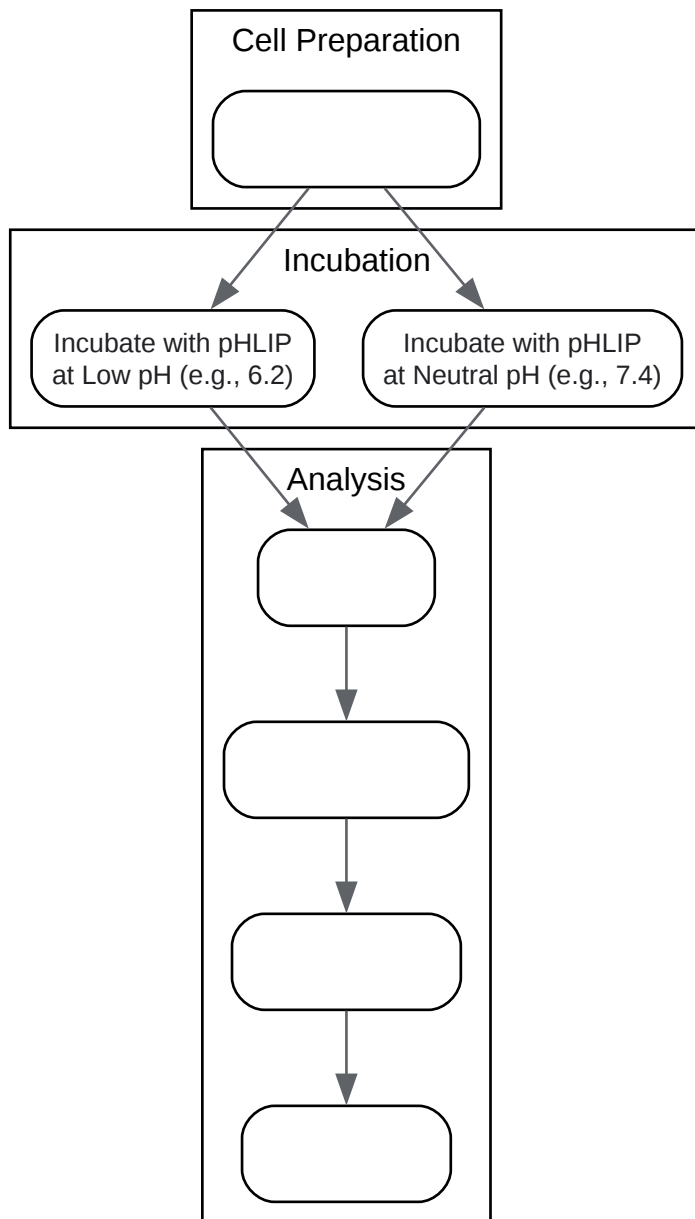 Cell Preparation
Incubation
Incubate with pHLIP
at Low pH (e.g., 6.2)
Incubate with pHLIP
at Neutral pH (e.g., 7.4)
Analysis